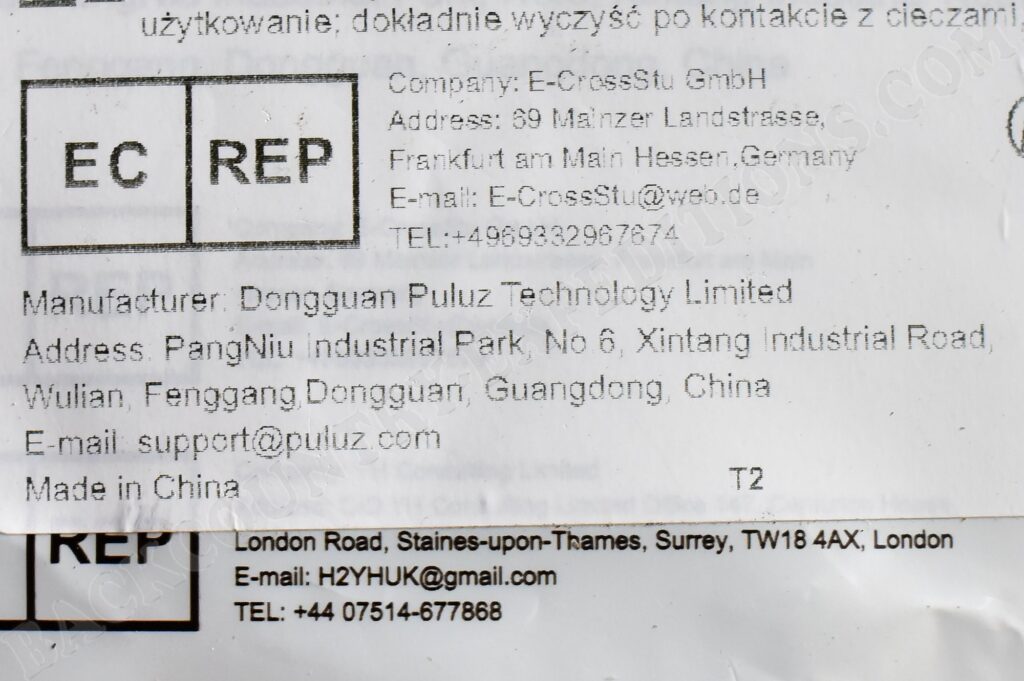 użytkowanie; dokładnie wyczyść po kontakcie z cieczami,
EC REP
Company: E-CrossStu GmbH
Address: 69 Mainzer Landstrasse,
Frankfurt am Main Hessen,Germany
E-mail: E-CrossStu@web.de
TEL:+4969332967674
Manufacturer: Dongguan Puluz Technology Limited
Address: PangNiu Industrial Park, No 6, Xintang Industrial Road,
Wulian, Fenggang,Dongguan, Guangdong, China
E-mail: support@puluz.com
Made in China
T2
REP
London Road, Staines-upon-Thames, Surrey, TW18 4AX, London
E-mail: H2YHUK@gmail.com
TEL: +44 07514-677868